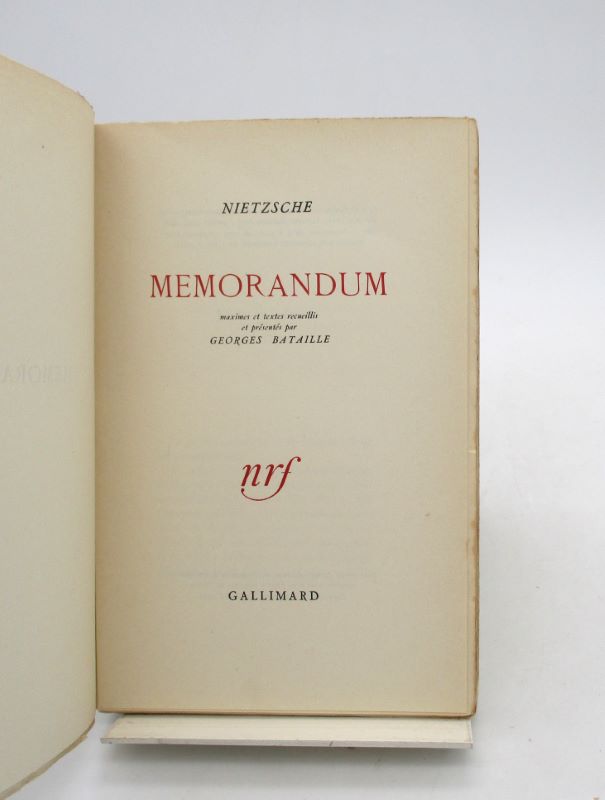 NIETZSCHE
MEMORANDUM
maximes et textes recueillis
et présentés par
GEORGES BATAILLE
nrf
GALLIMARD